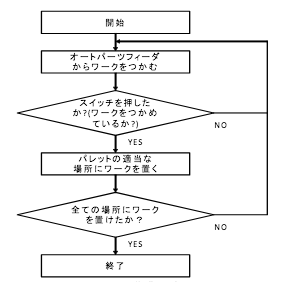 開始
オートパーツフィーダ
からワークをつかむ
スイッチを押した
か?(ワークをつかめ
ているか?)
NO
YES
パレットの適当な
場所にワークを置く
全ての場所にワーク
を置けたか？
NO
YES
終了